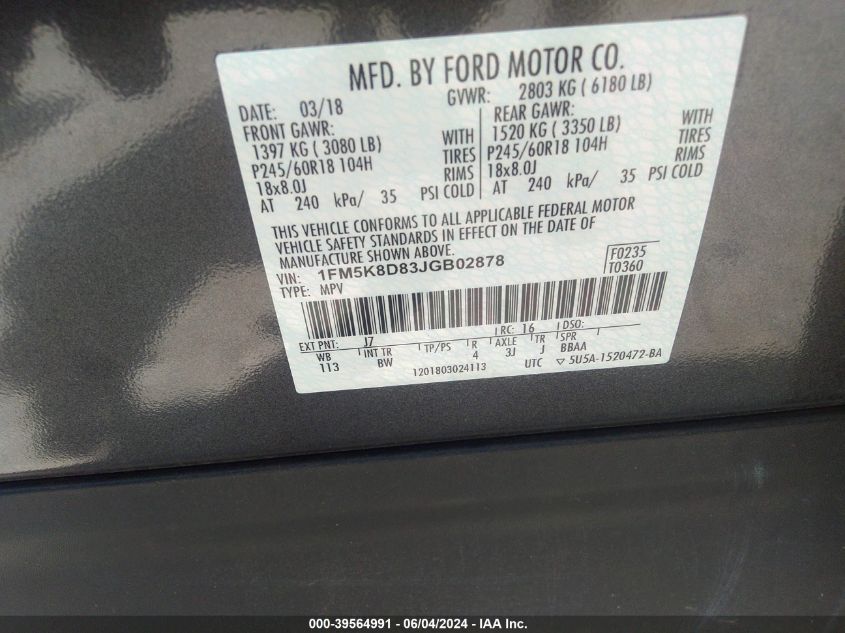 MFD. BY FORD MOTOR CO.
DATE: 03/18 GVWR: 2803 KG ( 6180 LB)
FRONT GAWR: REAR GAWR:
1397 KG ( 3080 LB) WITH 1520 KG ( 3350 LB) WITH
P245/60R18 104H TIRES P245/60R18 104H TIRES
18x8.0J RIMS 18x8.0J RIMS
AT 240 kPa/ 35 PSI COLD AT 240 kPa/ 35 PSI COLD
THIS VEHICLE CONFORMS TO ALL APPLICABLE FEDERAL MOTOR
VEHICLE SAFETY STANDARDS IN EFFECT ON THE DATE OF
MANUFACTURE SHOWN ABOVE.
VIN: 1FM5K8D83JGB02878 F0235
TYPE: MPV T0360
EXT PNT: J7 RC: 16 DSO:
WB INT TR TP/PS R AXLE TR SPR
113 BW 4 3J J BBAA
1201803024113 UTC ▽ 5U5A-1520472-BA
000-39564991 / 06/04/2024 - IAA Inc.